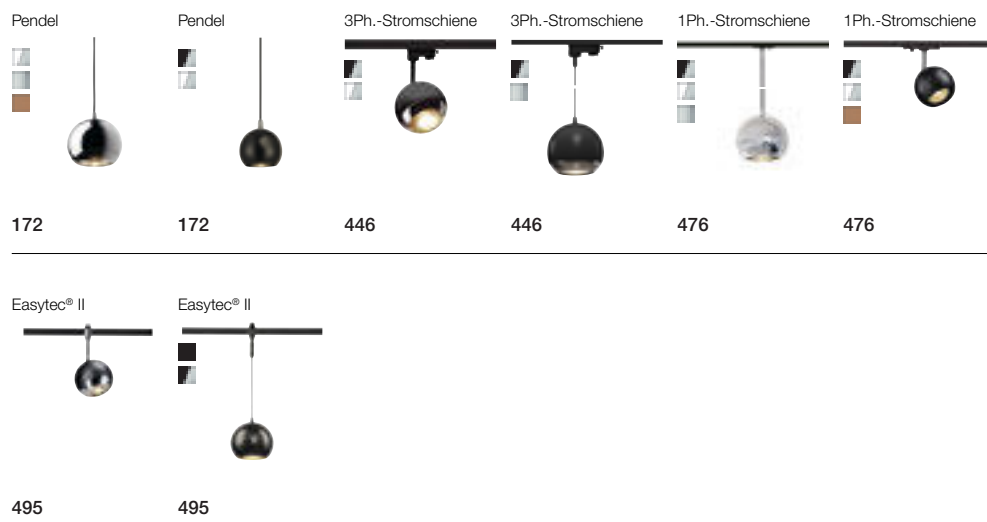 Pendel
Pendel
3Ph.-Stromschiene
3Ph.-Stromschiene
1Ph.-Stromschiene
1Ph.-Stromschiene
172
172
446
446
476
476
Easytec® II
Easytec® II
495
495